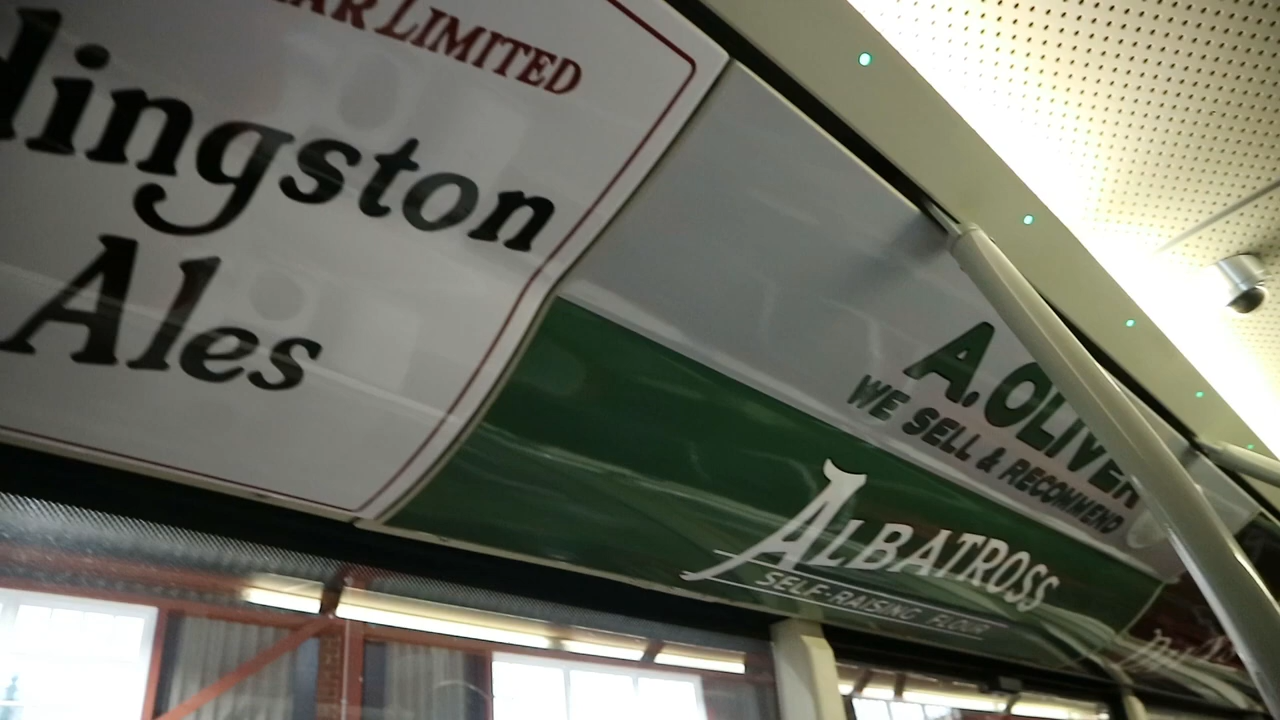 LIMITED
lingston
Ales
A. OLIVER
WE SELL & RECOMMEND
ALBATROSS
SELF-RAISING FLOUR